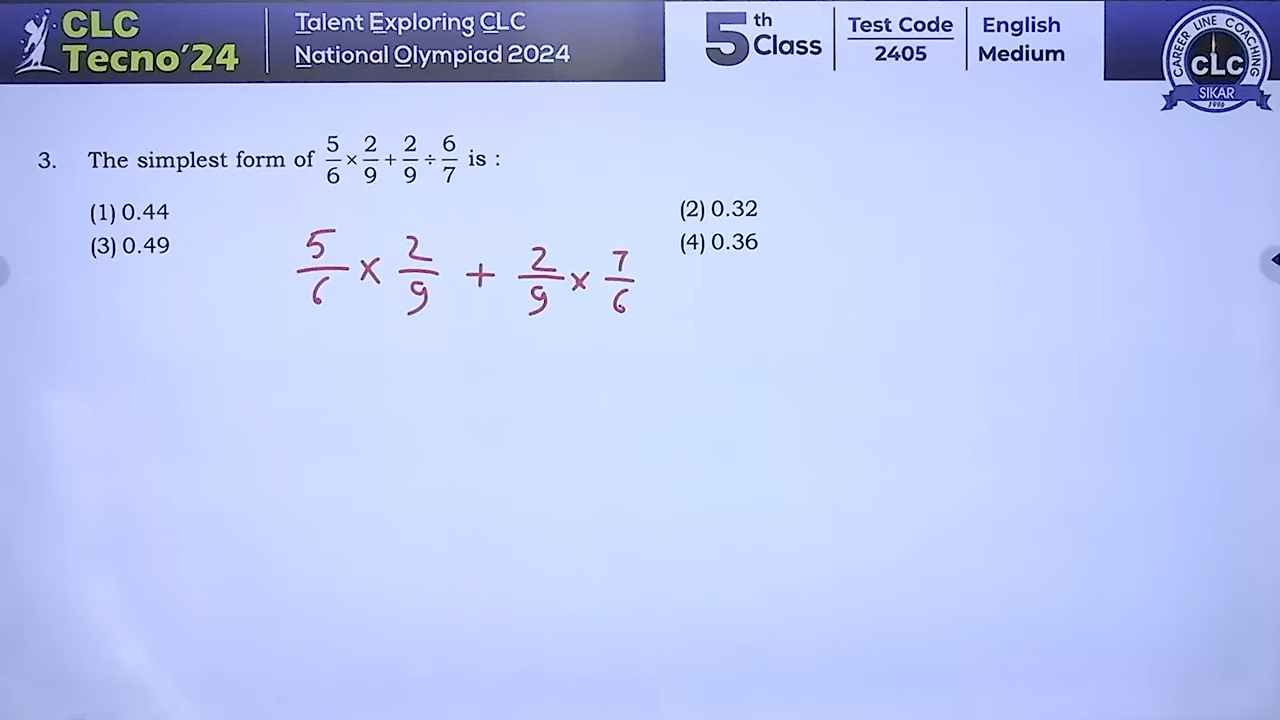 CLC
Tecno'24
Talent Exploring CLC
National Olympiad 2024
5th Class
Test Code
2405
English
Medium
CAREER LINE COACHING
CLC
SIKAR
1996
3. The simplest form of 5/6 × 2/9 + 2/9 ÷ 6/7 is :
(1) 0.44
(2) 0.32
(3) 0.49
(4) 0.36
5/6 × 2/9 + 2/9 × 7/6